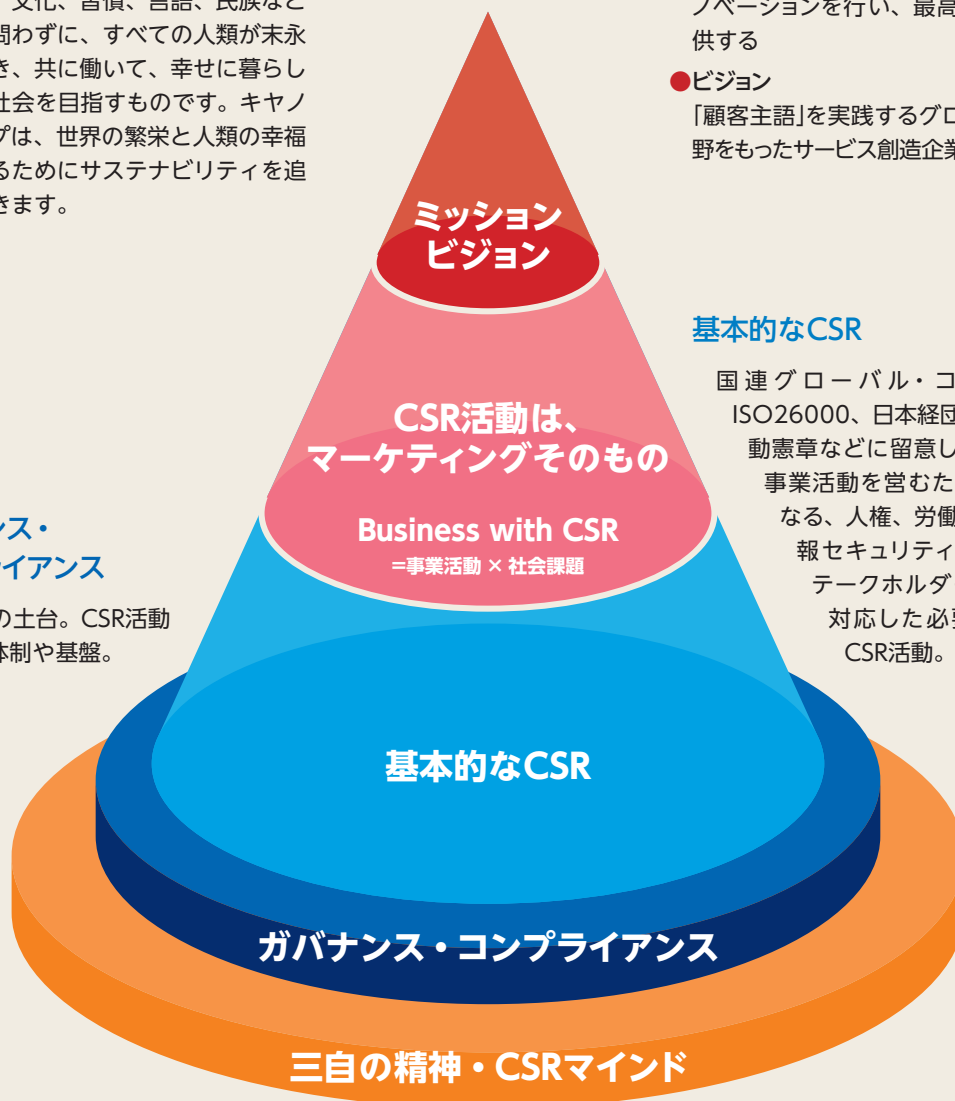 文化、習慣、言語、民族など
問わずに、すべての人類が末永
き、共に働いて、幸せに暮らし
社会を目指すものです。キヤノ
プは、世界の繁栄と人類の幸福
るためにサステナビリティを追
きます。
ノベーションを行い、最高
供する
●ビジョン
「顧客主語」を実践するグロ
野をもったサービス創造企業
ミッション
ビジョン
基本的なCSR
国連グローバル・コ
ISO26000、日本経団
動憲章などに留意し
事業活動を営むた
なる、人権、労働
報セキュリティ
テークホルダ
対応した必要
CSR活動。
CSR活動は、
マーケティングそのもの
Business with CSR
=事業活動 × 社会課題
ンス・
イアンス
の土台。CSR活動
体制や基盤。
基本的なCSR
ガバナンス・コンプライアンス
三自の精神・CSRマインド